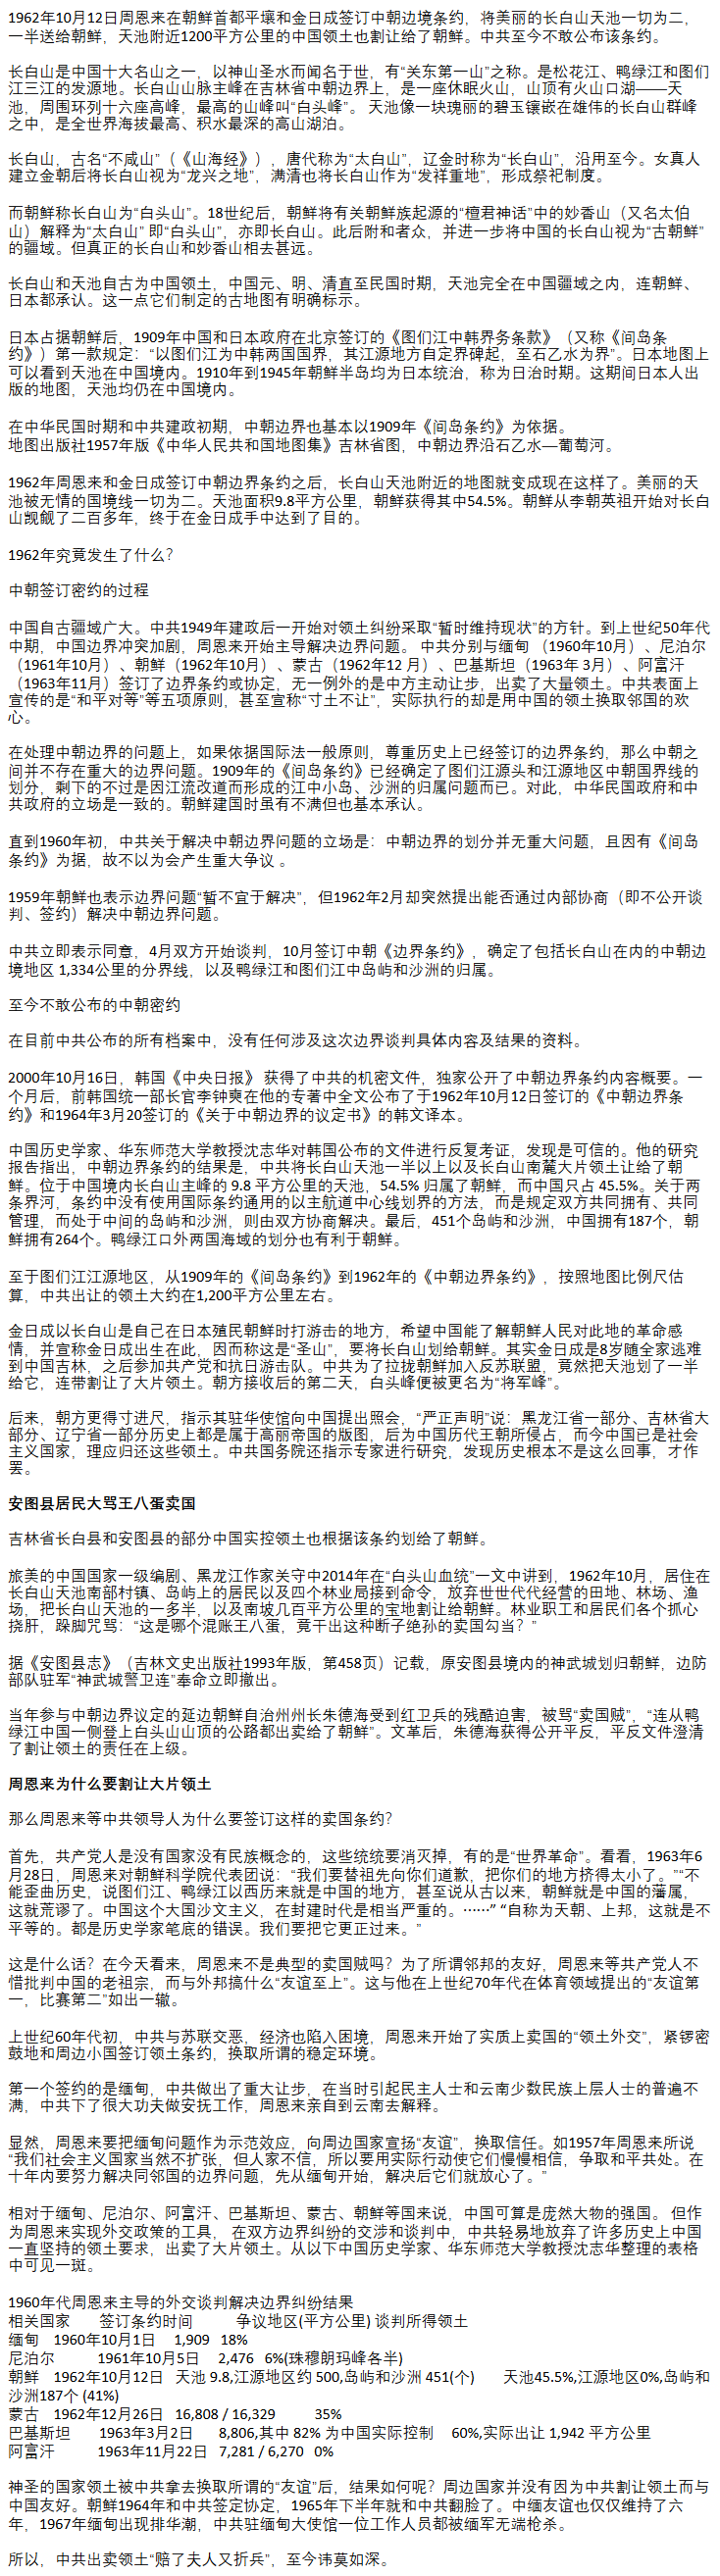 1962年10月12日周恩来在朝鲜首都平壤和金日成签订中朝边境条约，将美丽的长白山天池一切为二，
一半送给朝鲜，天池附近1200平方公里的中国领土也割让给了朝鲜。中共至今不敢公布该条约。
长白山是中国十大名山之一，以神山圣水而闻名于世，有“关东第一山”之称。是松花江、鸭绿江和图们
江三江的发源地。长白山山脉主峰在吉林省中朝边界上，是一座休眠火山，山顶有火山口湖——天
池，周围环列十六座高峰，最高的山峰叫“白头峰”。 天池像一块瑰丽的碧玉镶嵌在雄伟的长白山群峰
之中，是全世界海拔最高、积水最深的高山湖泊。
长白山，古名“不咸山”（《山海经》），唐代称为“太白山”，辽金时称为“长白山”，沿用至今。女真人
建立金朝后将长白山视为“龙兴之地”，满清也将长白山作为“发祥重地”，形成祭祀制度。
而朝鲜称长白山为“白头山”。18世纪后，朝鲜将有关朝鲜族起源的“檀君神话”中的妙香山（又名太伯
山）解释为“太白山” 即“白头山”，亦即长白山。此后附和者众，并进一步将中国的长白山视为“古朝鲜”
的疆域。但真正的长白山和妙香山相去甚远。
长白山和天池自古为中国领土，中国元、明、清直至民国时期，天池完全在中国疆域之内，连朝鲜、
日本都承认。这一点它们制定的古地图有明确标示。
日本占据朝鲜后，1909年中国和日本政府在北京签订的《图们江中韩界务条款》（又称《间岛条
约》）第一款规定：“以图们江为中韩两国国界，其江源地方自定界碑起，至石乙水为界”。日本地图上
可以看到天池在中国境内。1910年到1945年朝鲜半岛均为日本统治，称为日治时期。这期间日本人出
版的地图，天池均仍在中国境内。
在中华民国时期和中共建政初期，中朝边界也基本以1909年《间岛条约》为依据。
地图出版社1957年版《中华人民共和国地图集》吉林省图，中朝边界沿石乙水—葡萄河。
1962年周恩来和金日成签订中朝边界条约之后，长白山天池附近的地图就变成现在这样了。美丽的天
池被无情的国境线一切为二。天池面积9.8平方公里，朝鲜获得其中54.5%。朝鲜从李朝英祖开始对长白
山觊觎了二百多年，终于在金日成手中达到了目的。
1962年究竟发生了什么？
中朝签订密约的过程
中国自古疆域广大。中共1949年建政后一开始对领土纠纷采取“暂时维持现状”的方针。到上世纪50年代
中期，中国边界冲突加剧，周恩来开始主导解决边界问题。 中共分别与缅甸 （1960年10月）、尼泊尔
（1961年10月）、朝鲜（1962年10月）、蒙古（1962年12 月）、巴基斯坦（1963年 3月）、阿富汗
（1963年11月）签订了边界条约或协定，无一例外的是中方主动让步，出卖了大量领土。中共表面上
宣传的是“和平对等”等五项原则，甚至宣称“寸土不让”，实际执行的却是用中国的领土换取邻国的欢
心。
在处理中朝边界的问题上，如果依据国际法一般原则，尊重历史上已经签订的边界条约，那么中朝之
间并不存在重大的边界问题。1909年的《间岛条约》已经确定了图们江源头和江源地区中朝国界线的
划分，剩下的不过是因江流改道而形成的江中小岛、沙洲的归属问题而已。对此，中华民国政府和中
共政府的立场是一致的。朝鲜建国时虽有不满但也基本承认。
直到1960年初，中共关于解决中朝边界问题的立场是：中朝边界的划分并无重大问题，且因有《间岛
条约》为据，故不以为会产生重大争议 。
1959年朝鲜也表示边界问题“暂不宜于解决”，但1962年2月却突然提出能否通过内部协商（即不公开谈
判、签约）解决中朝边界问题。
中共立即表示同意，4月双方开始谈判，10月签订中朝《边界条约》，确定了包括长白山在内的中朝边
境地区 1,334公里的分界线，以及鸭绿江和图们江中岛屿和沙洲的归属。
至今不敢公布的中朝密约
在目前中共公布的所有档案中，没有任何涉及这次边界谈判具体内容及结果的资料。
2000年10月16日，韩国《中央日报》 获得了中共的机密文件，独家公开了中朝边界条约内容概要。一
个月后，前韩国统一部长官李钟奭在他的专著中全文公布了于1962年10月12日签订的《中朝边界条
约》和1964年3月20签订的《关于中朝边界的议定书》的韩文译本。
中国历史学家、华东师范大学教授沈志华对韩国公布的文件进行反复考证，发现是可信的。他的研究
报告指出，中朝边界条约的结果是，中共将长白山天池一半以上以及长白山南麓大片领土让给了朝
鲜。位于中国境内长白山主峰的 9.8 平方公里的天池，54.5% 归属了朝鲜，而中国只占 45.5%。关于两
条界河，条约中没有使用国际条约通用的以主航道中心线划界的方法，而是规定双方共同拥有、共同
管理，而处于中间的岛屿和沙洲，则由双方协商解决。最后，451个岛屿和沙洲，中国拥有187个，朝
鲜拥有264个。鸭绿江口外两国海域的划分也有利于朝鲜。
至于图们江江源地区，从1909年的《间岛条约》到1962年的《中朝边界条约》，按照地图比例尺估
算，中共出让的领土大约在1,200平方公里左右。
金日成以长白山是自己在日本殖民朝鲜时打游击的地方，希望中国能了解朝鲜人民对此地的革命感
情，并宣称金日成出生在此，因而称这是“圣山”，要将长白山划给朝鲜。其实金日成是8岁随全家逃难
到中国吉林，之后参加共产党和抗日游击队。中共为了拉拢朝鲜加入反苏联盟，竟然把天池划了一半
给它，连带割让了大片领土。朝方接收后的第二天，白头峰便被更名为“将军峰”。
后来，朝方更得寸进尺，指示其驻华使馆向中国提出照会，“严正声明”说：黑龙江省一部分、吉林省大
部分、辽宁省一部分历史上都是属于高丽帝国的版图，后为中国历代王朝所侵占，而今中国已是社会
主义国家，理应归还这些领土。中共国务院还指示专家进行研究，发现历史根本不是这么回事，才作
罢。
安图县居民大骂王八蛋卖国
吉林省长白县和安图县的部分中国实控领土也根据该条约划给了朝鲜。
旅美的中国国家一级编剧、黑龙江作家关守中2014年在“白头山血统”一文中讲到，1962年10月，居住在
长白山天池南部村镇、岛屿上的居民以及四个林业局接到命令，放弃世世代代经营的田地、林场、渔
场，把长白山天池的一多半，以及南坡几百平方公里的宝地割让给朝鲜。林业职工和居民们各个抓心
挠肝，跺脚咒骂：“这是哪个混账王八蛋，竟干出这种断子绝孙的卖国勾当？”
据《安图县志》（吉林文史出版社1993年版，第458页）记载，原安图县境内的神武城划归朝鲜，边防
部队驻军“神武城警卫连”奉命立即撤出。
当年参与中朝边界议定的延边朝鲜自治州州长朱德海受到红卫兵的残酷迫害，被骂“卖国贼”，“连从鸭
绿江中国一侧登上白头山山顶的公路都出卖给了朝鲜”。文革后，朱德海获得公开平反，平反文件澄清
了割让领土的责任在上级。
周恩来为什么要割让大片领土
那么周恩来等中共领导人为什么要签订这样的卖国条约？
首先，共产党人是没有国家没有民族概念的，这些统统要消灭掉，有的是“世界革命”。看看，1963年6
月28日，周恩来对朝鲜科学院代表团说：“我们要替祖先向你们道歉，把你们的地方挤得太小了。”“不
能歪曲历史，说图们江、鸭绿江以西历来就是中国的地方，甚至说从古以来，朝鲜就是中国的藩属，
这就荒谬了。中国这个大国沙文主义，在封建时代是相当严重的。……” “自称为天朝、上邦，这就是不
平等的。都是历史学家笔底的错误。我们要把它更正过来。”
这是什么话？在今天看来，周恩来不是典型的卖国贼吗？为了所谓邻邦的友好，周恩来等共产党人不
惜批判中国的老祖宗，而与外邦搞什么“友谊至上”。这与他在上世纪70年代在体育领域提出的“友谊第
一，比赛第二”如出一辙。
上世纪60年代初，中共与苏联交恶，经济也陷入困境，周恩来开始了实质上卖国的“领土外交”，紧锣密
鼓地和周边小国签订领土条约，换取所谓的稳定环境。
第一个签约的是缅甸，中共做出了重大让步，在当时引起民主人士和云南少数民族上层人士的普遍不
满，中共下了很大功夫做安抚工作，周恩来亲自到云南去解释。
显然，周恩来要把缅甸问题作为示范效应，向周边国家宣扬“友谊”，换取信任。如1957年周恩来所说
“我们社会主义国家当然不扩张，但人家不信，所以要用实际行动使它们慢慢相信，争取和平共处。在
十年内要努力解决同邻国的边界问题，先从缅甸开始，解决后它们就放心了。”
相对于缅甸、尼泊尔、阿富汗、巴基斯坦、蒙古、朝鲜等国来说，中国可算是庞然大物的强国。 但作
为周恩来实现外交政策的工具， 在双方边界纠纷的交涉和谈判中，中共轻易地放弃了许多历史上中国
一直坚持的领土要求，出卖了大片领土。从以下中国历史学家、华东师范大学教授沈志华整理的表格
中可见一斑。
1960年代周恩来主导的外交谈判解决边界纠纷结果
相关国家 签订条约时间 争议地区(平方公里) 谈判所得领土
缅甸 1960年10月1日 1,909 18%
尼泊尔 1961年10月5日 2,476 6%(珠穆朗玛峰各半)
朝鲜 1962年10月12日 天池 9.8,江源地区约 500,岛屿和沙洲 451(个) 天池45.5%,江源地区0%,岛屿和
沙洲187个 (41%)
蒙古 1962年12月26日 16,808 / 16,329 35%
巴基斯坦 1963年3月2日 8,806,其中 82% 为中国实际控制 60%,实际出让 1,942 平方公里
阿富汗 1963年11月22日 7,281 / 6,270 0%
神圣的国家领土被中共拿去换取所谓的“友谊”后，结果如何呢？周边国家并没有因为中共割让领土而与
中国友好。朝鲜1964年和中共签定协定，1965年下半年就和中共翻脸了。中缅友谊也仅仅维持了六
年，1967年缅甸出现排华潮，中共驻缅甸大使馆一位工作人员都被缅军无端枪杀。
所以，中共出卖领土“赔了夫人又折兵”，至今讳莫如深。